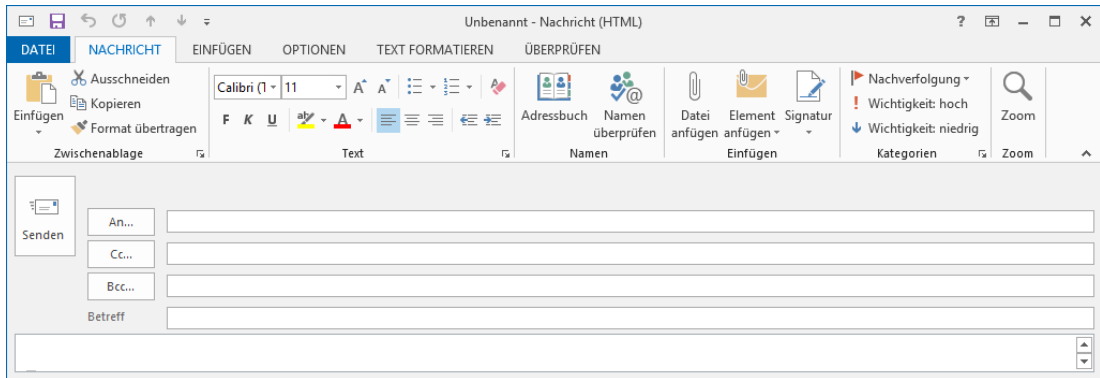 Unbenannt - Nachricht (HTML) ?
DATEI NACHRICHT EINFÜGEN OPTIONEN TEXT FORMATIEREN ÜBERPRÜFEN
Einfügen
Ausschneiden
Kopieren
Format übertragen
Zwischenablage
Calibri (T 11
F K U
Text
Adressbuch
Namen
überprüfen
Namen
Datei
anfügen
Element
anfügen
Signatur
Einfügen
Nachverfolgung
Wichtigkeit: hoch
Wichtigkeit: niedrig
Kategorien
Zoom
Zoom
Senden
An...
Cc...
Bcc...
Betreff